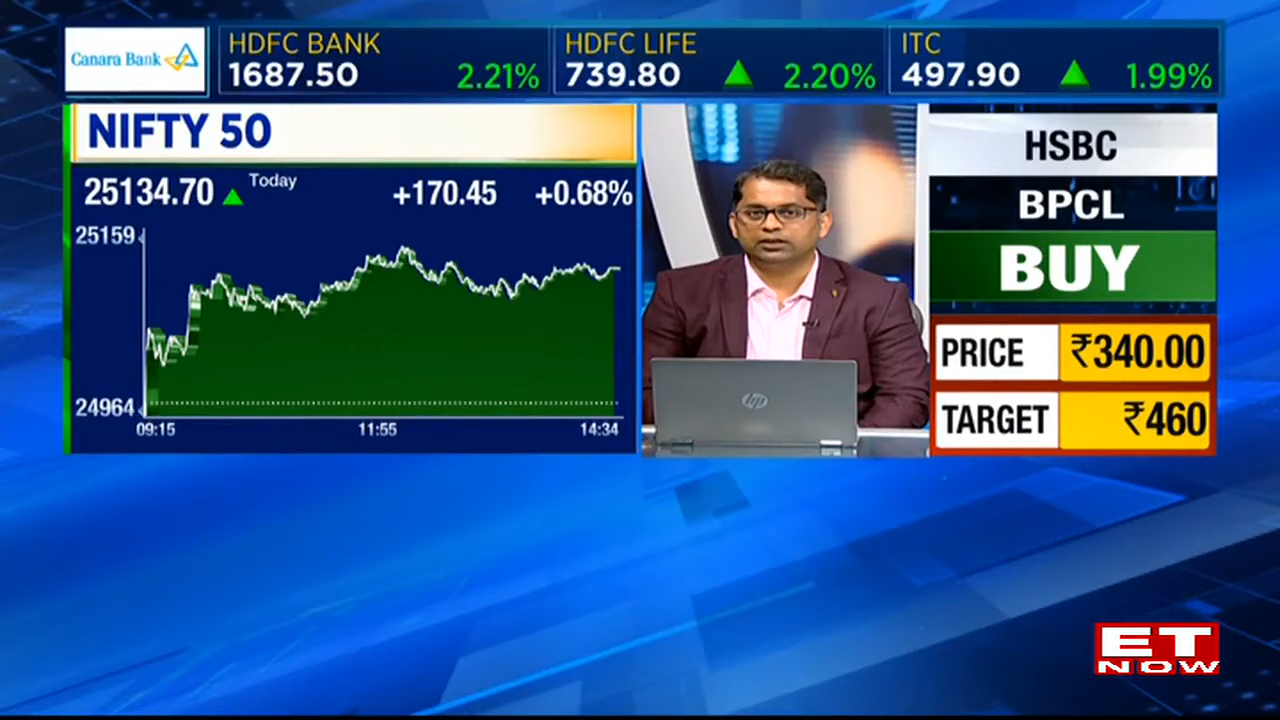 Canara Bank
HDFC BANK
1687.50 2.21%
HDFC LIFE
739.80 2.20%
ITC
497.90 1.99%
NIFTY 50
25134.70 Today +170.45 +0.68%
25159
24964
09:15 11:55 14:34
hp
HSBC
BPCL
BUY
PRICE ₹340.00
TARGET ₹460
ET
NOW